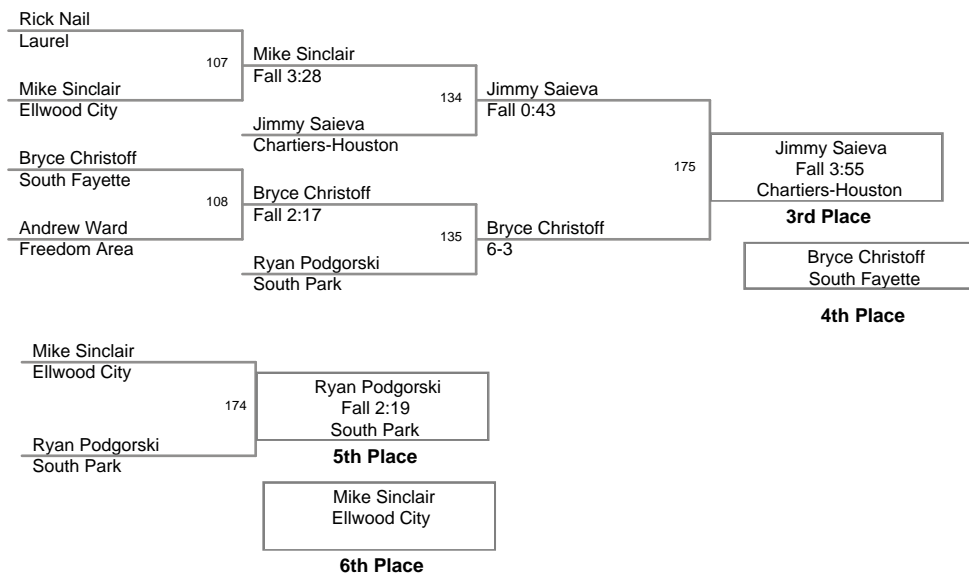 Rick Nail
Laurel
107
Mike Sinclair
Ellwood City
Mike Sinclair
Fall 3:28
134
Jimmy Saieva
Chartiers-Houston
Jimmy Saieva
Fall 0:43
Bryce Christoff
South Fayette
108
Andrew Ward
Freedom Area
Bryce Christoff
Fall 2:17
135
Ryan Podgorski
South Park
Bryce Christoff
6-3
175
Jimmy Saieva
Fall 3:55
Chartiers-Houston
3rd Place
Bryce Christoff
South Fayette
4th Place
Mike Sinclair
Ellwood City
174
Ryan Podgorski
South Park
Ryan Podgorski
Fall 2:19
South Park
5th Place
Mike Sinclair
Ellwood City
6th Place